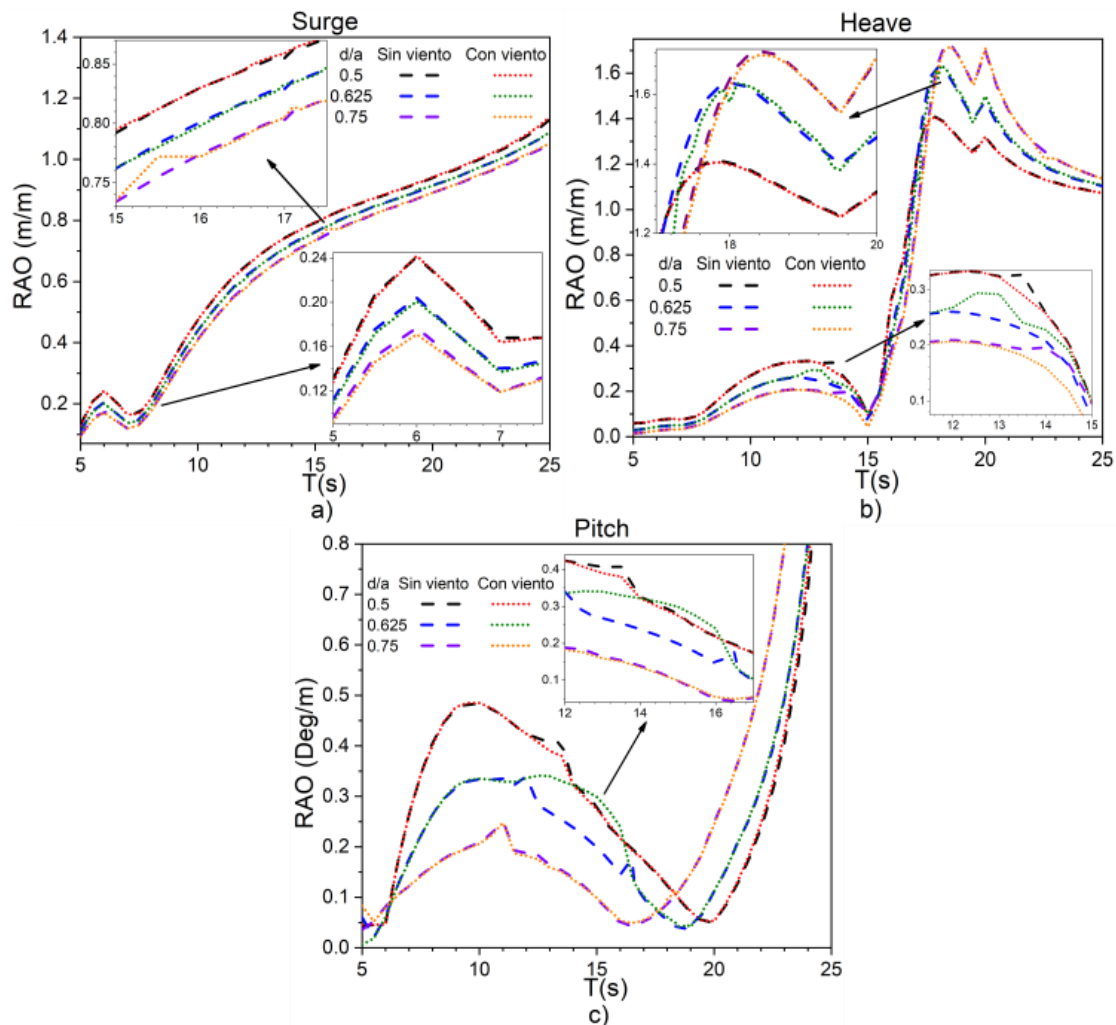 Surge
1.4
1.2
1.0
0.8
0.6
0.4
0.2
RAO (m/m)
5 10 15 20 25
T(s)
a)
0.85
0.80
0.75
15 16 17
d/a Sin viento Con viento
0.5
0.625
0.75
0.24
0.20
0.16
0.12
5 6 7
Heave
1.6
1.4
1.2
1.0
0.8
0.6
0.4
0.2
0.0
RAO (m/m)
5 10 15 20 25
T(s)
b)
1.6
1.4
1.2
18 20
d/a Sin viento Con viento
0.5
0.625
0.75
0.3
0.2
0.1
12 13 14 15
Pitch
0.8
0.7
0.6
0.5
0.4
0.3
0.2
0.1
0.0
RAO (Deg/m)
5 10 15 20 25
T(s)
c)
d/a Sin viento Con viento
0.5
0.625
0.75
0.4
0.3
0.2
0.1
12 14 16